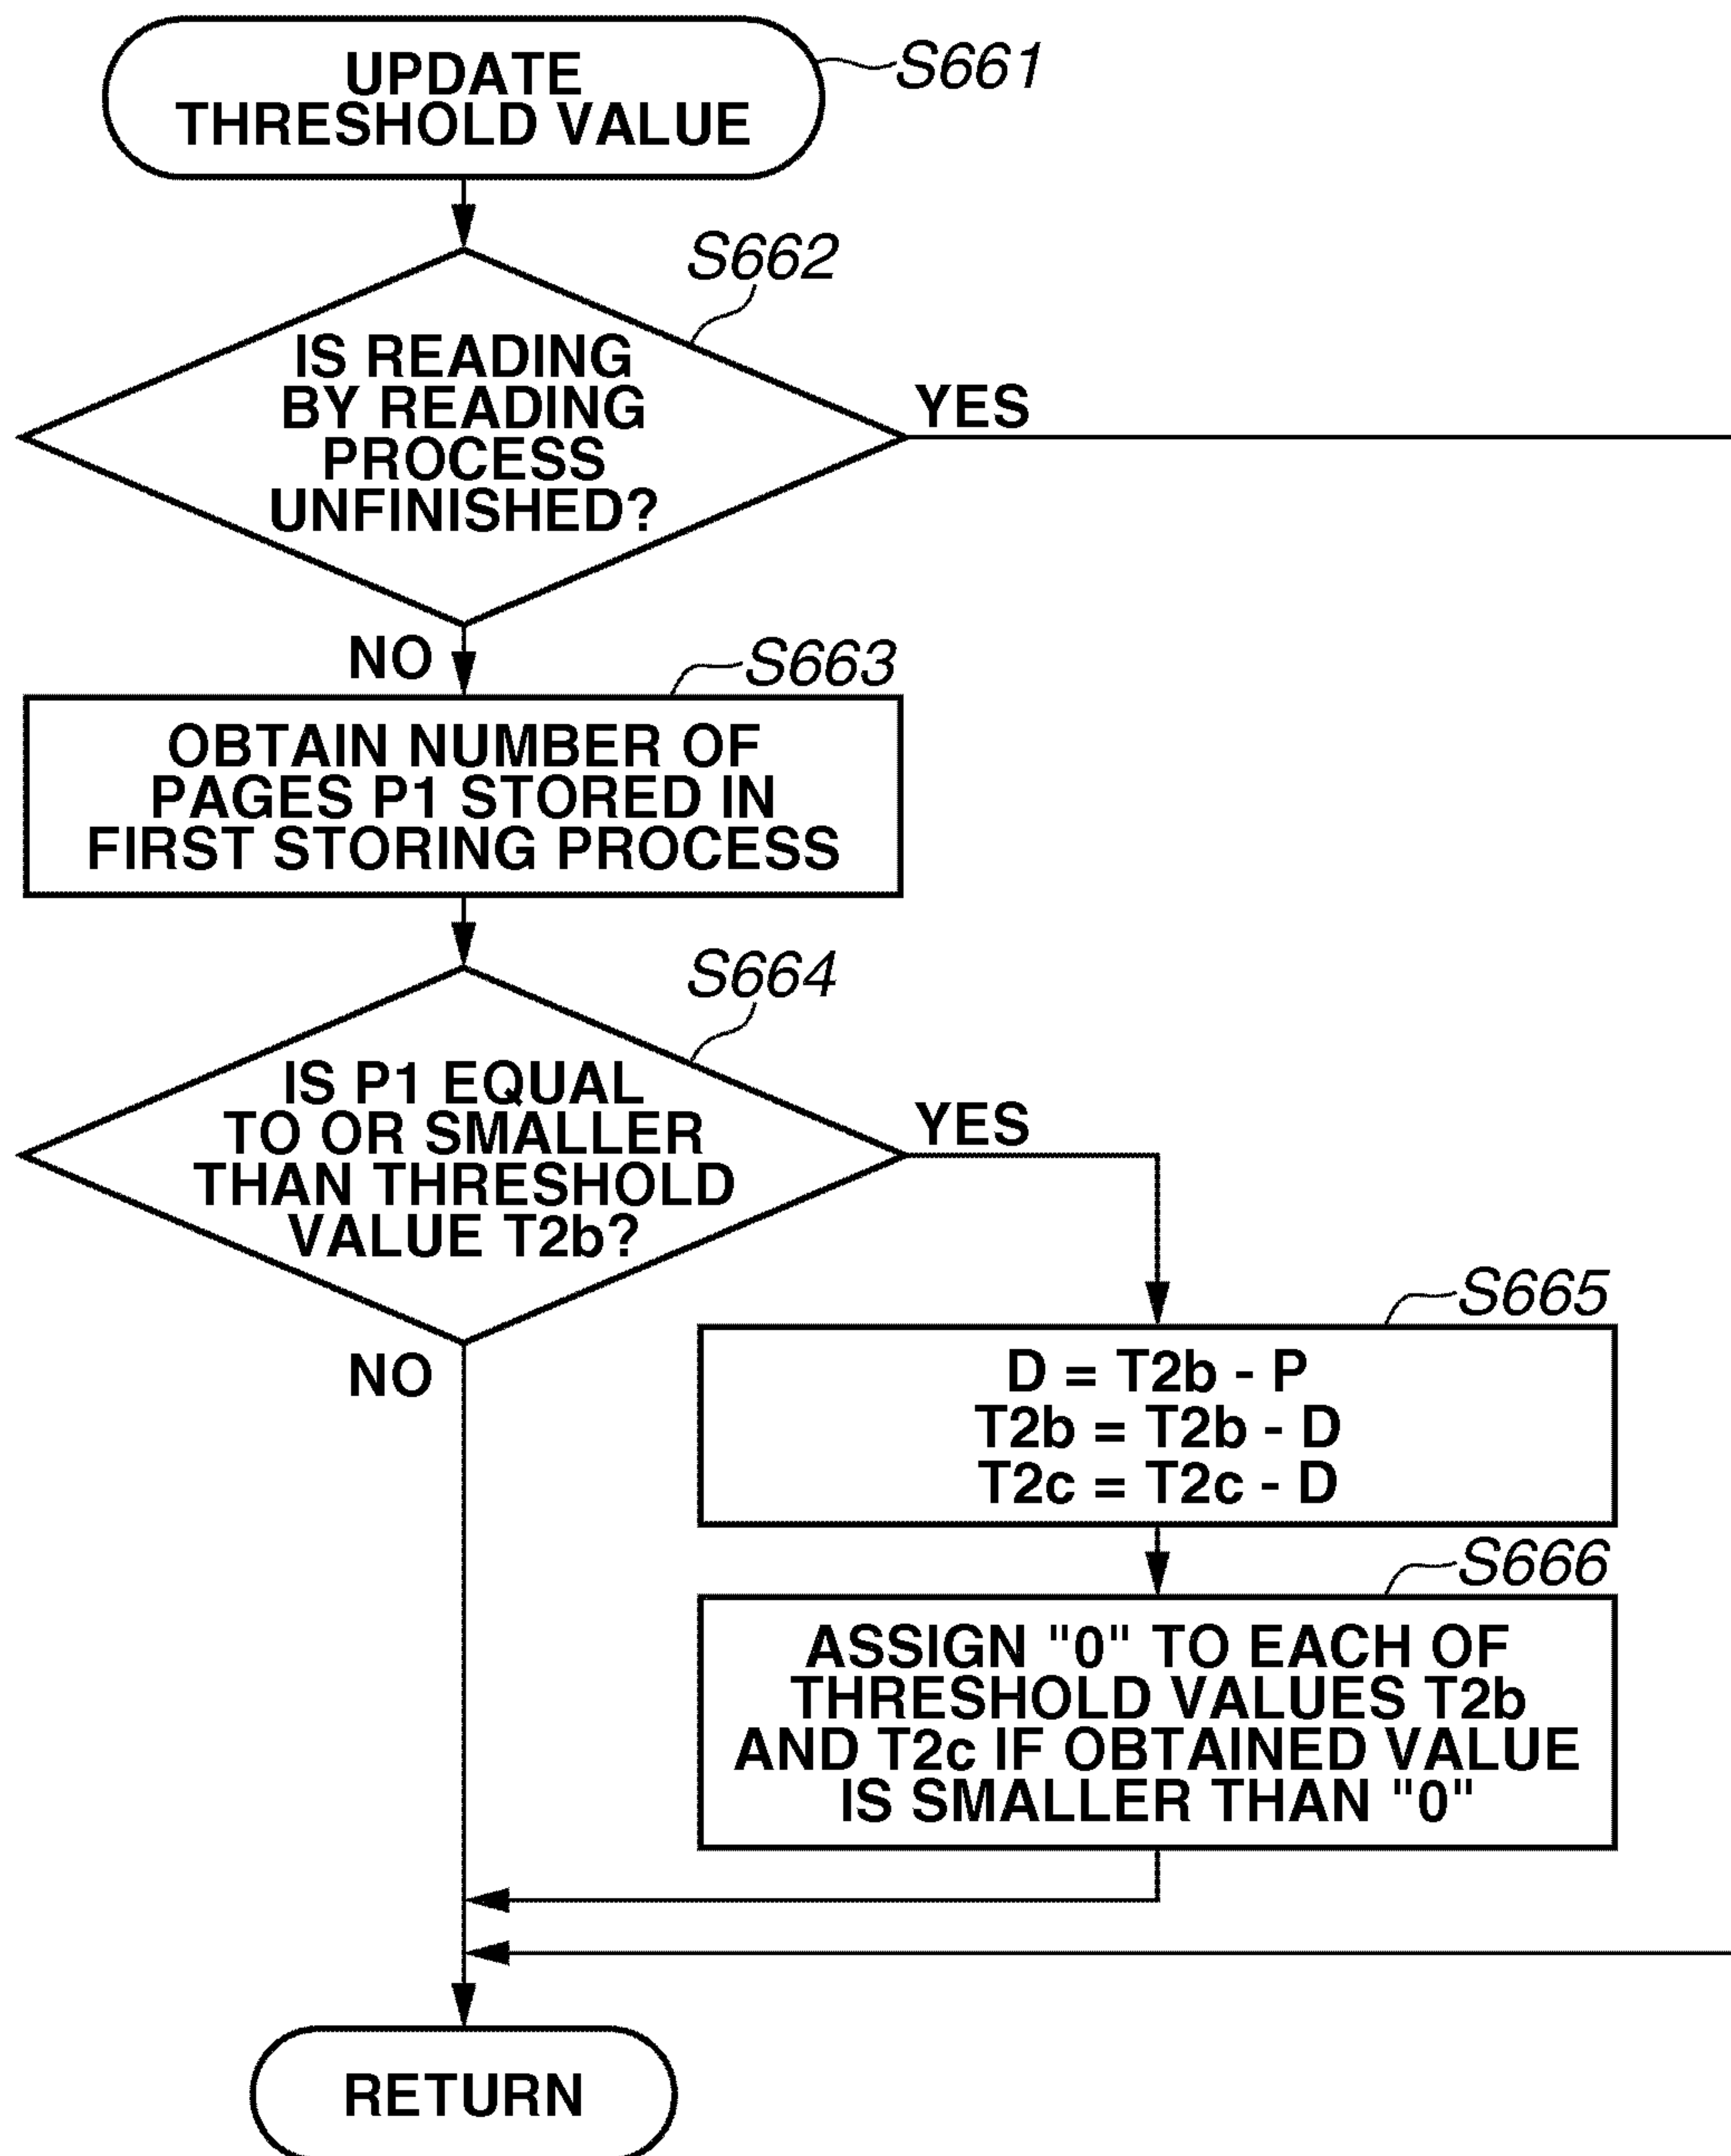 UPDATE
THRESHOLD VALUE
S661
S662
IS READING
BY READING
PROCESS
UNFINISHED?
YES
NO
S663
OBTAIN NUMBER OF
PAGES P1 STORED IN
FIRST STORING PROCESS
S664
IS P1 EQUAL
TO OR SMALLER
THAN THRESHOLD
VALUE T2b?
YES
NO
S665
D = T2b - P
T2b = T2b - D
T2c = T2c - D
S666
ASSIGN "0" TO EACH OF
THRESHOLD VALUES T2b
AND T2c IF OBTAINED VALUE
IS SMALLER THAN "0"
RETURN